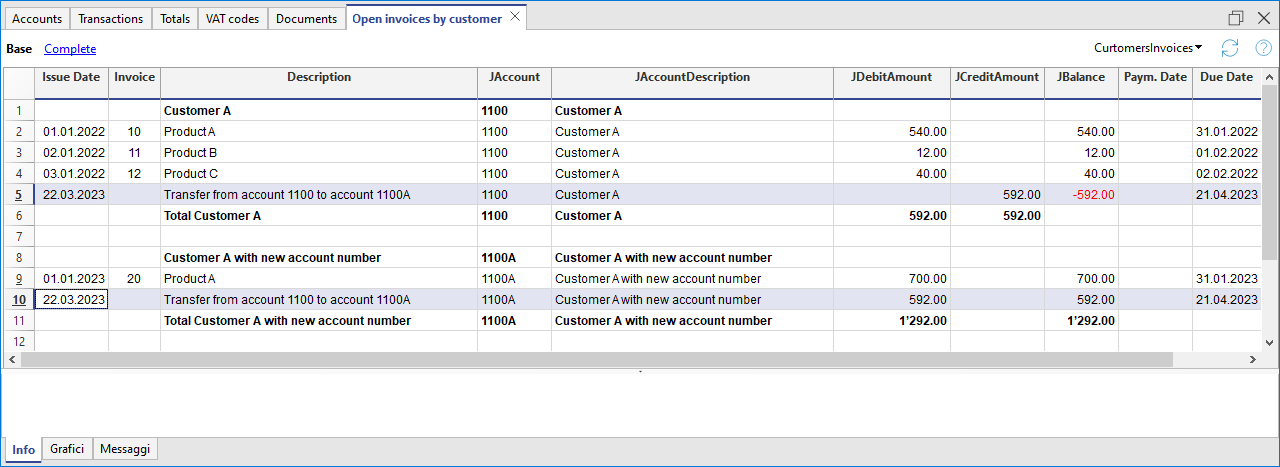 Accounts Transactions Totals VAT codes Documents Open invoices by customer
Base Complete CurtomersInvoices
Issue Date Invoice Description JAccount JAccountDescription JDebitAmount JCreditAmount JBalance Paym. Date Due Date
1 Customer A 1100 Customer A
2 01.01.2022 10 Product A 1100 Customer A 540.00 540.00 31.01.2022
3 02.01.2022 11 Product B 1100 Customer A 12.00 12.00 01.02.2022
4 03.01.2022 12 Product C 1100 Customer A 40.00 40.00 02.02.2022
5 22.03.2023 Transfer from account 1100 to account 1100A 1100 Customer A 592.00 -592.00 21.04.2023
6 Total Customer A 1100 Customer A 592.00 592.00
7
8 Customer A with new account number 1100A Customer A with new account number
9 01.01.2023 20 Product A 1100A Customer A with new account number 700.00 700.00 31.01.2023
10 22.03.2023 Transfer from account 1100 to account 1100A 1100A Customer A with new account number 592.00 592.00 21.04.2023
11 Total Customer A with new account number 1100A Customer A with new account number 1'292.00 1'292.00
12
Info Grafici Messaggi